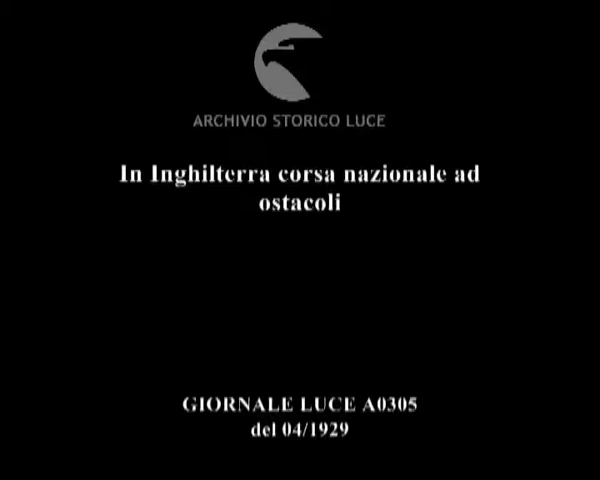 ARCHIVIO STORICO LUCE
In Inghilterra corsa nazionale ad
ostacoli
GIORNALE LUCE A0305
del 04/1929